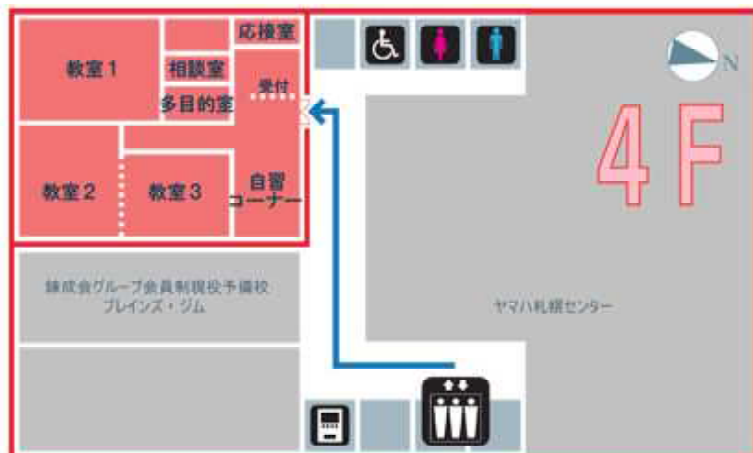 応接室
教室1
相談室
受付
多目的室
教室2
教室3
自習
コーナー
N
4F
錬成会グループ会員制現役予備校
ブレインズ・ジム
ヤマハ札幌センター